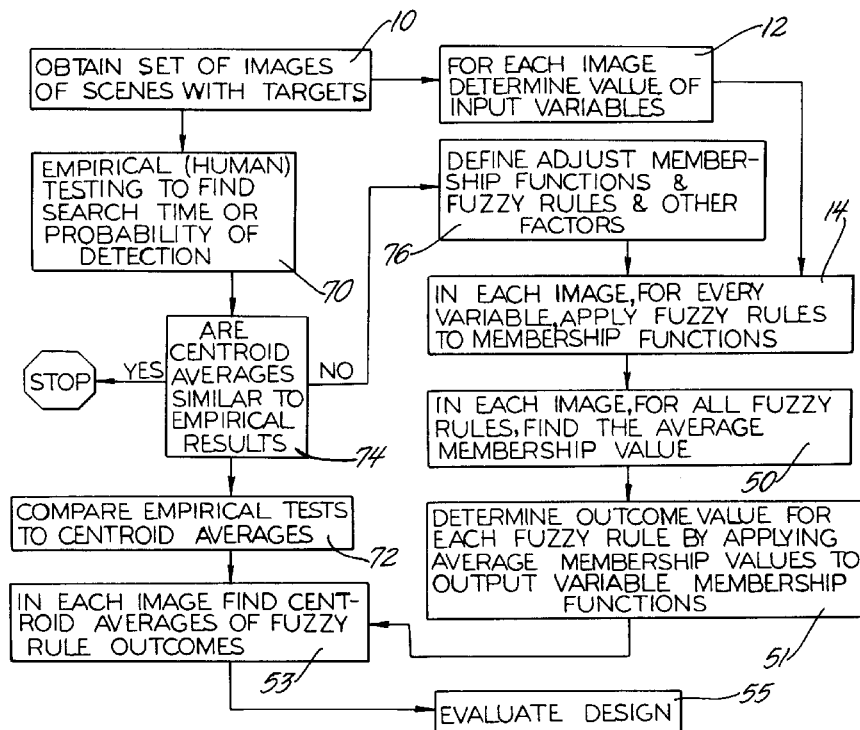 10
OBTAIN SET OF IMAGES
OF SCENES WITH TARGETS
12
FOR EACH IMAGE
DETERMINE VALUE OF
INPUT VARIABLES
EMPIRICAL (HUMAN)
TESTING TO FIND
SEARCH TIME OR
PROBABILITY OF
DETECTION
70
DEFINE ADJUST MEMBER-
SHIP FUNCTIONS &
FUZZY RULES & OTHER
FACTORS
76
14
IN EACH IMAGE, FOR EVERY
VARIABLE, APPLY FUZZY RULES
TO MEMBERSHIP FUNCTIONS
ARE
CENTROID
AVERAGES
SIMILAR TO
EMPIRICAL
RESULTS
74
STOP
YES
NO
IN EACH IMAGE, FOR ALL FUZZY
RULES, FIND THE AVERAGE
MEMBERSHIP VALUE
50
COMPARE EMPIRICAL TESTS
TO CENTROID AVERAGES
72
DETERMINE OUTCOME VALUE FOR
EACH FUZZY RULE BY APPLYING
AVERAGE MEMBERSHIP VALUES TO
OUTPUT VARIABLE MEMBERSHIP
FUNCTIONS
51
IN EACH IMAGE FIND CENT-
ROID AVERAGES OF FUZZY
RULE OUTCOMES
53
55
EVALUATE DESIGN